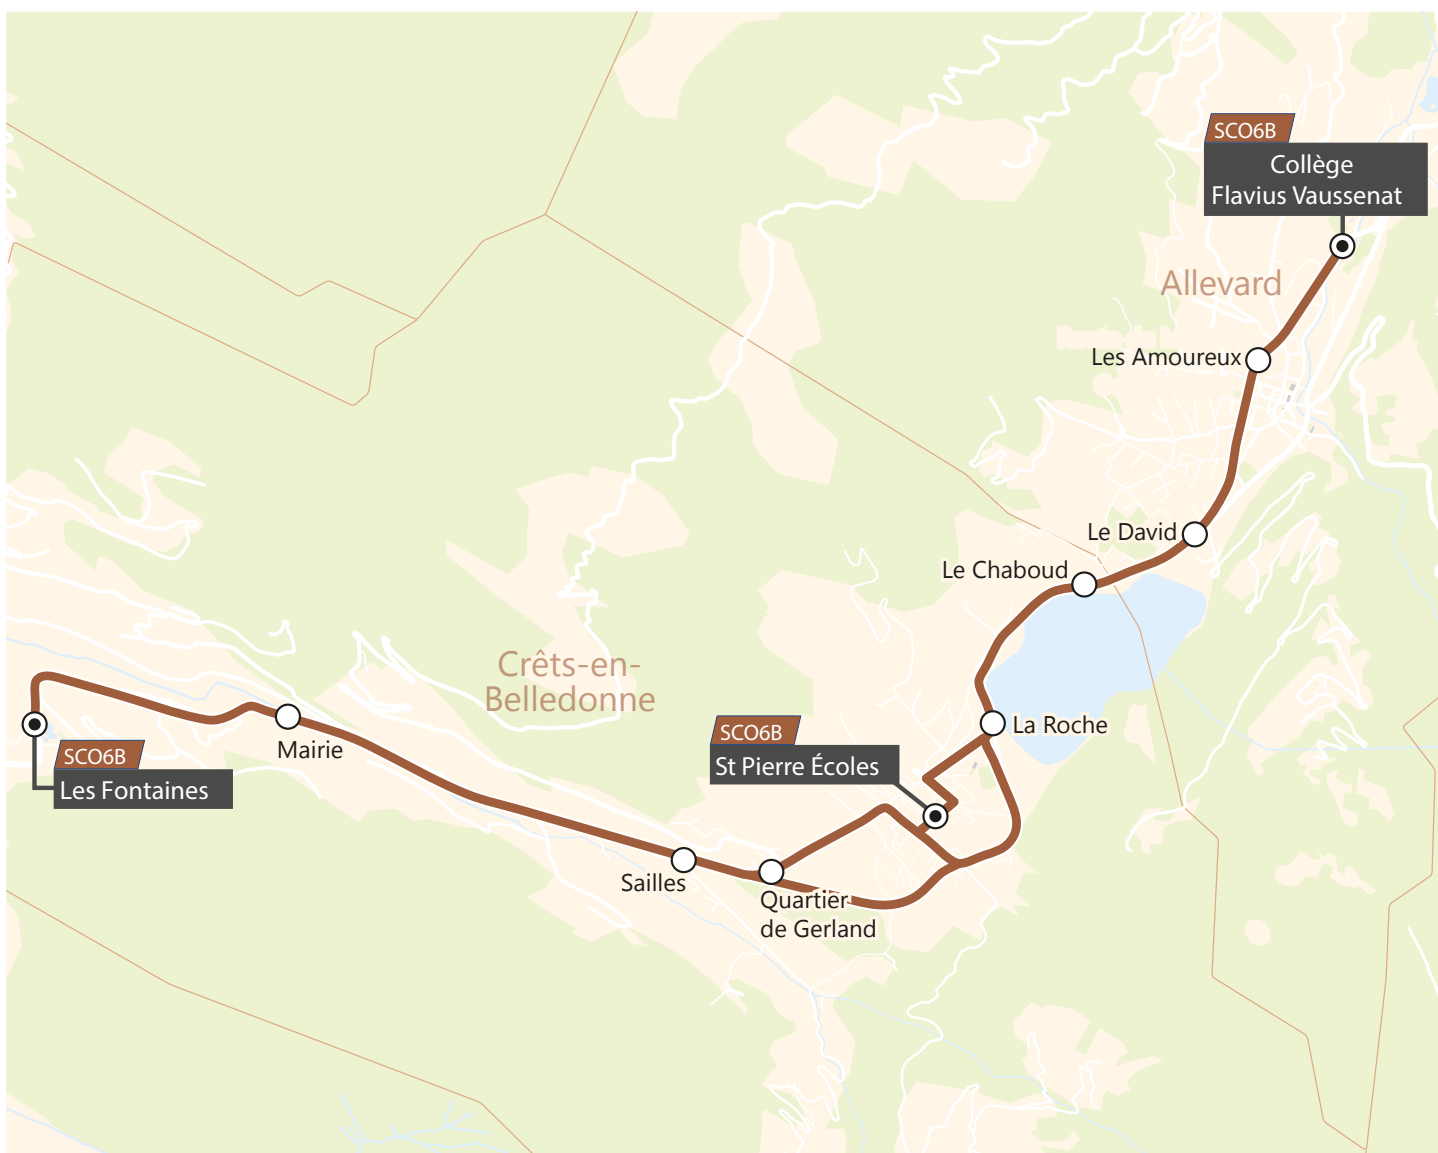 SCO6B
Collège
Flavius Vaussenat
Allevard
Les Amoureux
Le David
Le Chaboud
Crêts-en-
Belledonne
La Roche
SCO6B
St Pierre Écoles
Mairie
SCO6B
Les Fontaines
Sailles
Quartier
de Gerland